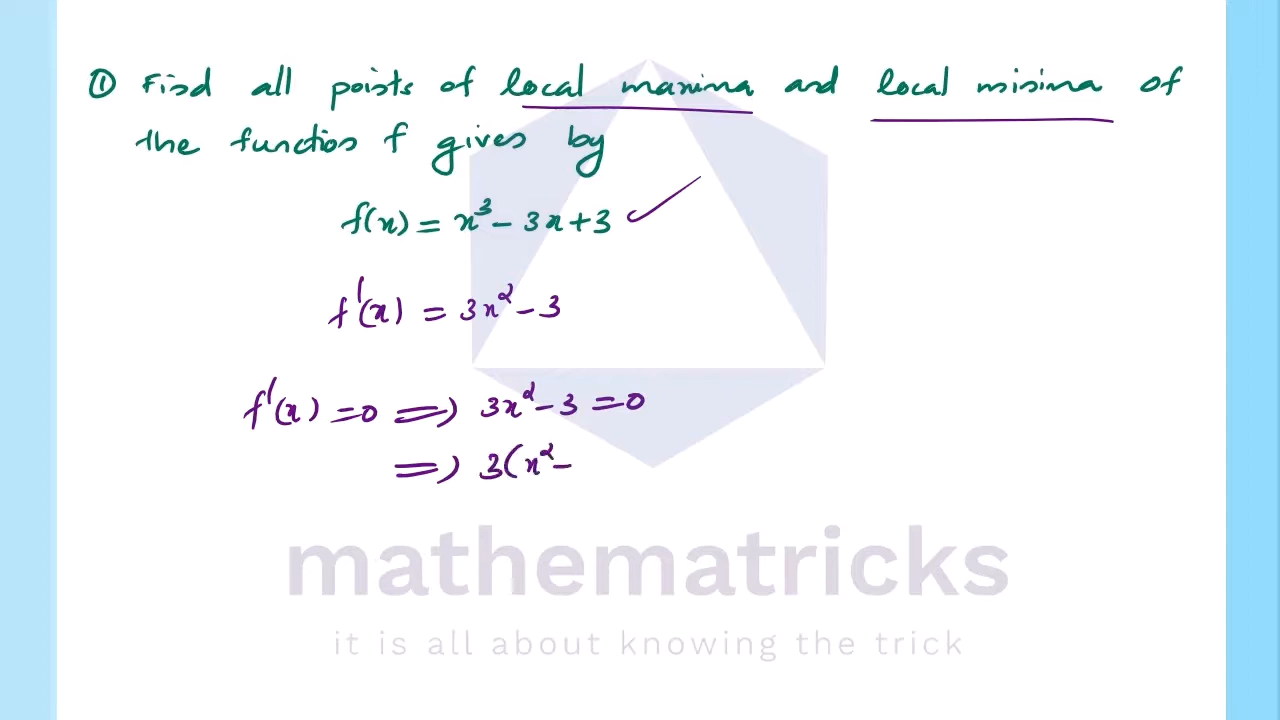 ① Find all points of local maxima and local minima of
the function f given by
f(x) = x³ - 3x + 3 ✓
f'(x) = 3x² - 3
f'(x) = 0 ⟹ 3x² - 3 = 0
⟹ 3(x² -
mathematricks
it is all about knowing the trick